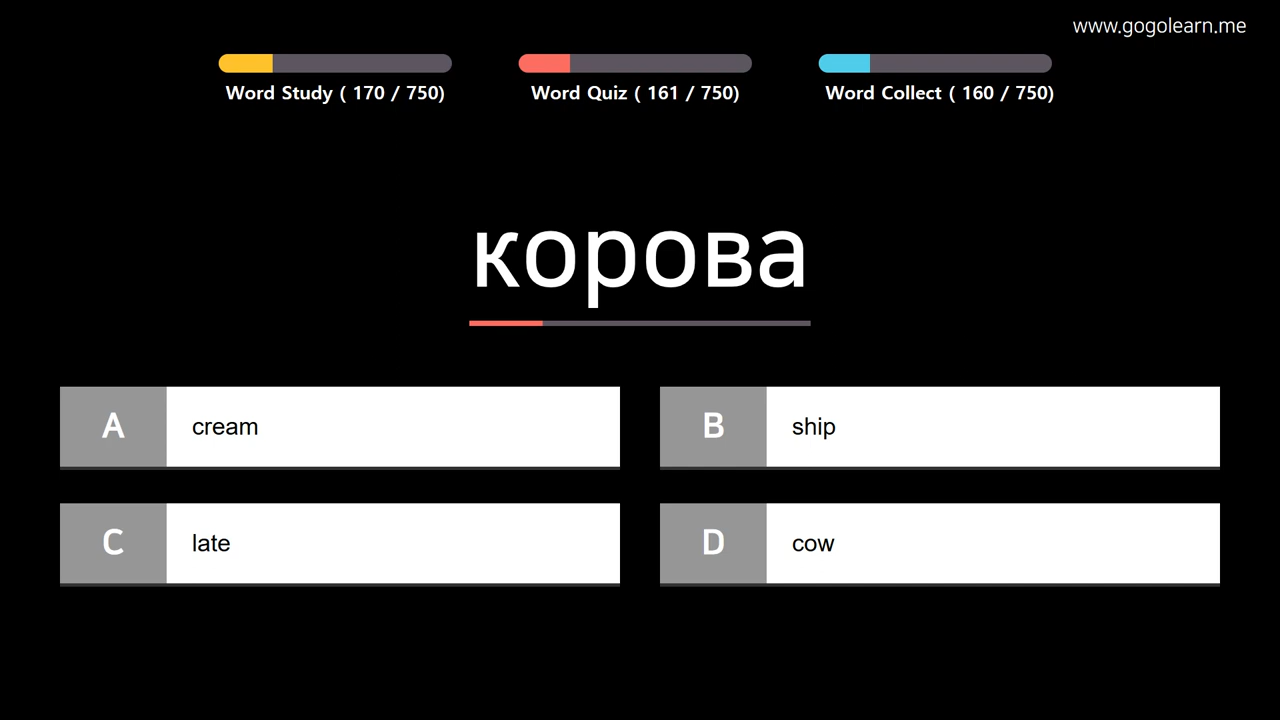 www.gogolearn.me
Word Study ( 170 / 750)
Word Quiz ( 161 / 750)
Word Collect ( 160 / 750)
корова
A cream
B ship
C late
D cow